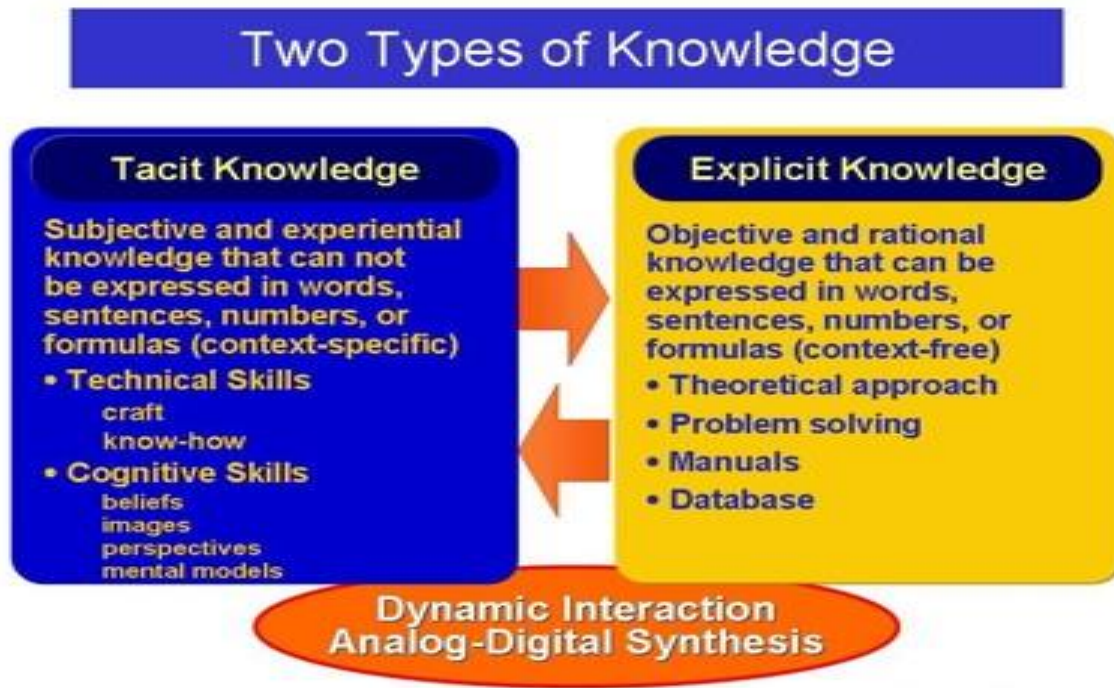 Two Types of Knowledge
Tacit Knowledge
Subjective and experiential
knowledge that can not
be expressed in words,
sentences, numbers, or
formulas (context-specific)
• Technical Skills
craft
know-how
• Cognitive Skills
beliefs
images
perspectives
mental models
Explicit Knowledge
Objective and rational
knowledge that can be
expressed in words,
sentences, numbers, or
formulas (context-free)
• Theoretical approach
• Problem solving
• Manuals
• Database
Dynamic Interaction
Analog-Digital Synthesis